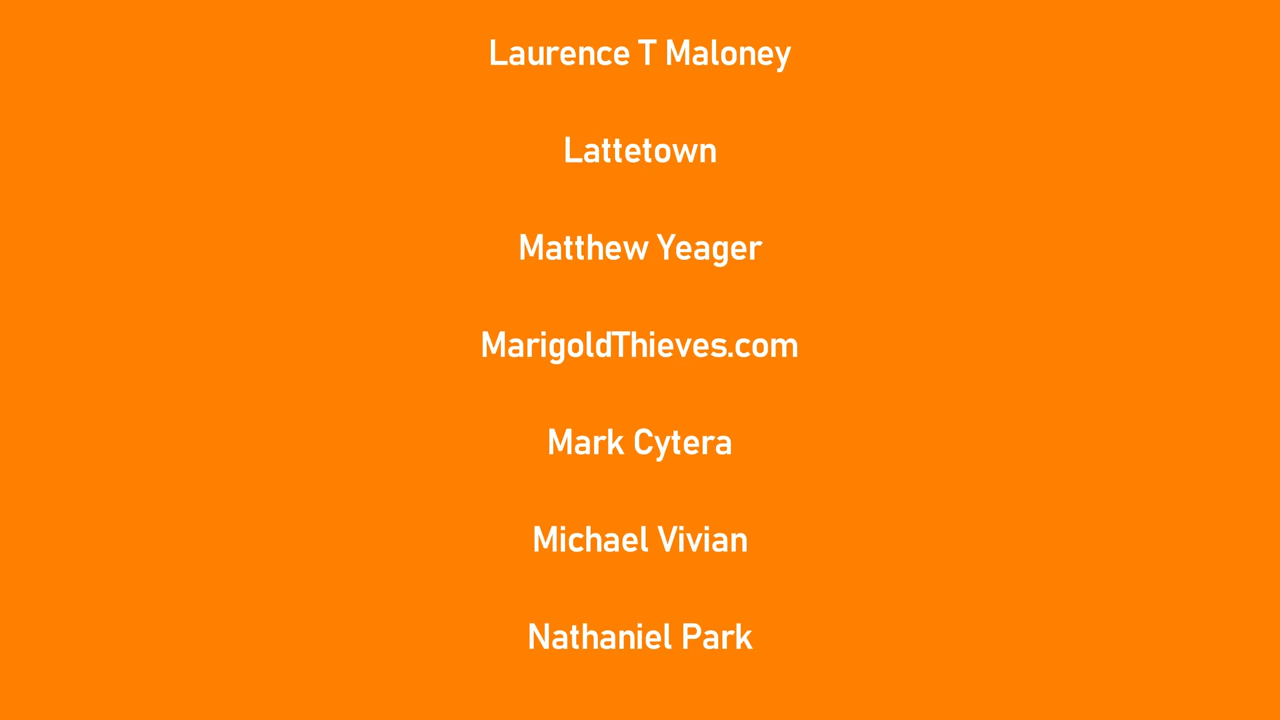 Laurence T Maloney
Lattetown
Matthew Yeager
MarigoldThieves.com
Mark Cytera
Michael Vivian
Nathaniel Park